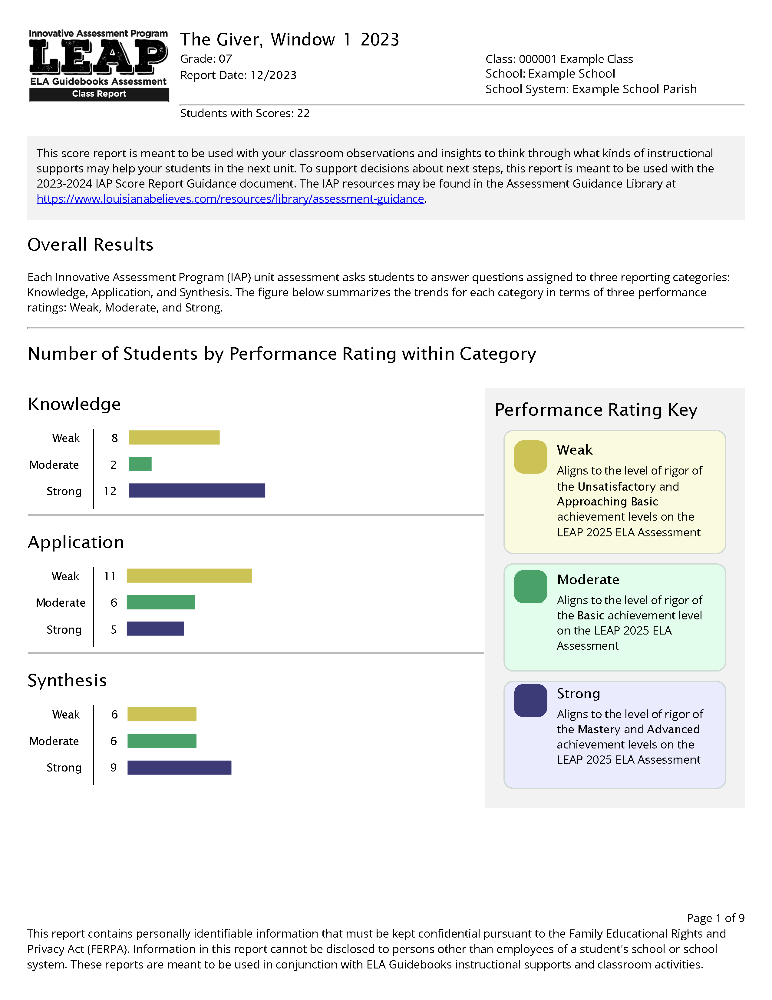 Innovative Assessment Program
LEAP
ELA Guidebooks Assessment
Class Report
The Giver, Window 1 2023
Grade: 07
Report Date: 12/2023
Class: 000001 Example Class
School: Example School
School System: Example School Parish
Students with Scores: 22
This score report is meant to be used with your classroom observations and insights to think through what kinds of instructional
supports may help your students in the next unit. To support decisions about next steps, this report is meant to be used with the
2023-2024 IAP Score Report Guidance document. The IAP resources may be found in the Assessment Guidance Library at
https://www.louisianabelieves.com/resources/library/assessment-guidance.
Overall Results
Each Innovative Assessment Program (IAP) unit assessment asks students to answer questions assigned to three reporting categories:
Knowledge, Application, and Synthesis. The figure below summarizes the trends for each category in terms of three performance
ratings: Weak, Moderate, and Strong.
Number of Students by Performance Rating within Category
Knowledge
Weak 8
Moderate 2
Strong 12
Application
Weak 11
Moderate 6
Strong 5
Synthesis
Weak 6
Moderate 6
Strong 9
Performance Rating Key
Weak
Aligns to the level of rigor of
the Unsatisfactory and
Approaching Basic
achievement levels on the
LEAP 2025 ELA Assessment
Moderate
Aligns to the level of rigor of
the Basic achievement level
on the LEAP 2025 ELA
Assessment
Strong
Aligns to the level of rigor of
the Mastery and Advanced
achievement levels on the
LEAP 2025 ELA Assessment
Page 1 of 9
This report contains personally identifiable information that must be kept confidential pursuant to the Family Educational Rights and
Privacy Act (FERPA). Information in this report cannot be disclosed to persons other than employees of a student's school or school
system. These reports are meant to be used in conjunction with ELA Guidebooks instructional supports and classroom activities.